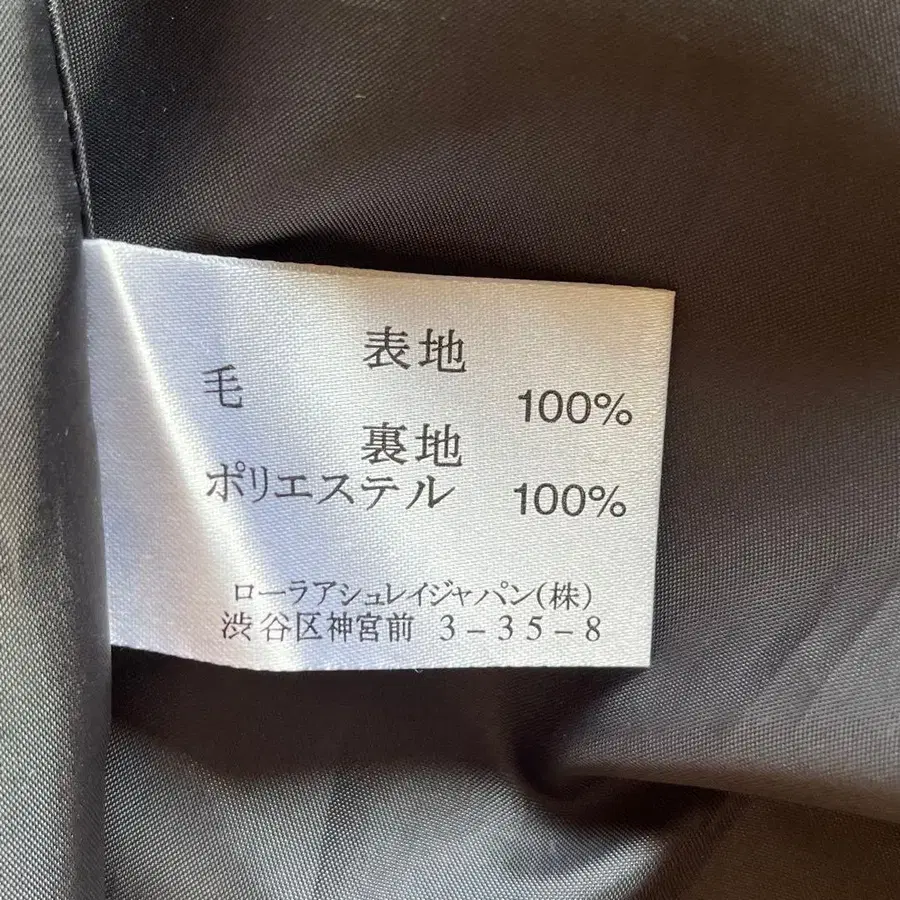 表地
毛 100%
裏地
ポリエステル 100%
ローラアシュレイジャパン(株)
渋谷区神宮前 3-35-8